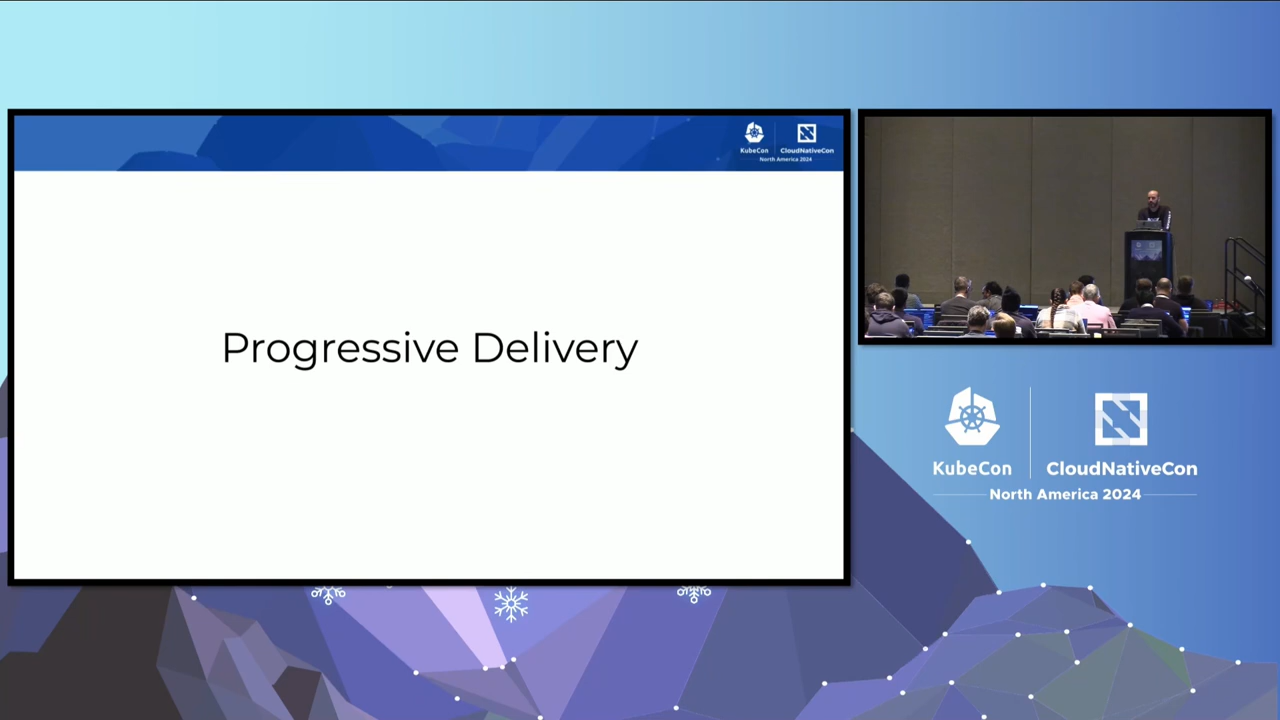 KubeCon
CloudNativeCon
North America 2024
Progressive Delivery
KubeCon
CloudNativeCon
North America 2024